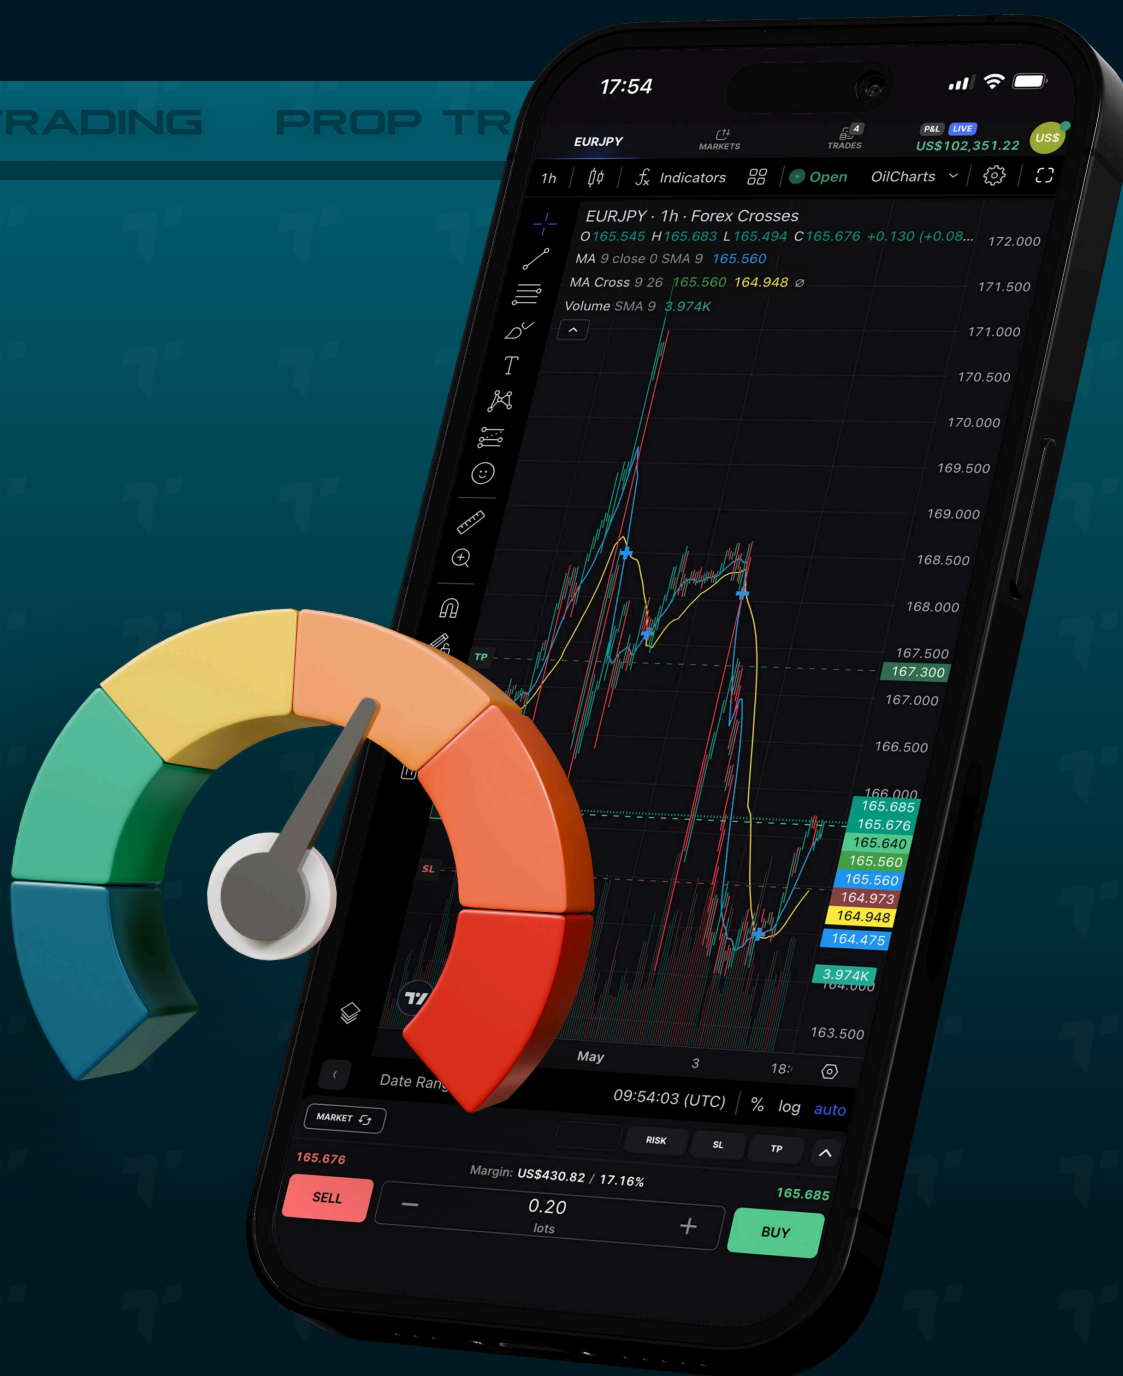 TRADING PROP TR
17:54
EURJPY
MARKETS
4
TRADES
P&L LIVE
US$102,351.22
US$
1h
Indicators
Open
OilCharts
EURJPY · 1h · Forex Crosses
O165.545 H165.683 L165.494 C165.676 +0.130 (+0.08...
MA 9 close 0 SMA 9 165.560
MA Cross 9 26 165.560 164.948 ∅
Volume SMA 9 3.974K
T
172.000
171.500
171.000
170.500
170.000
169.500
169.000
168.500
168.000
167.500
TP
167.300
167.000
166.500
166.000
165.685
165.676
165.640
165.560
165.560
SL
164.973
164.948
164.475
3.974K
164.000
163.500
May
3
18:
Date Rang
09:54:03 (UTC)
%
log
auto
MARKET
RISK
SL
TP
165.676
Margin: US$430.82 / 17.16%
165.685
SELL
0.20
lots
BUY